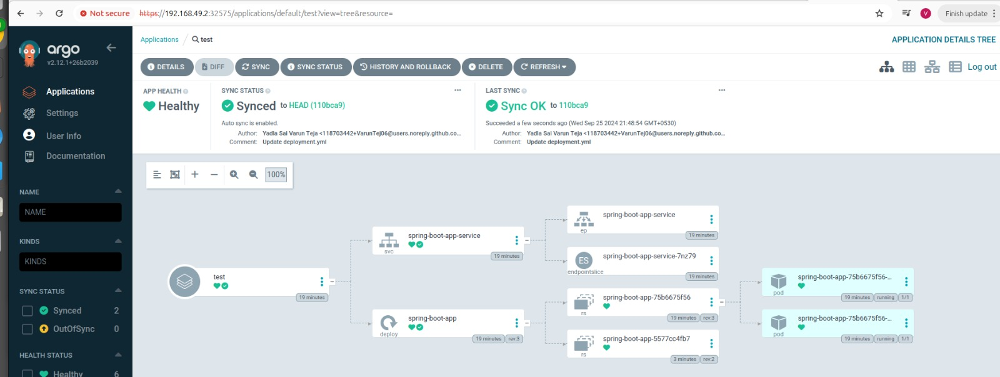 Not secure https://192.168.49.2:32575/applications/default/test?view=tree&resource= V Finish update
argo
v2.12.1+26b2039
Applications
Settings
User Info
Documentation
NAME
NAME
KINDS
KINDS
SYNC STATUS
Synced 2
OutOfSync 0
HEALTH STATUS
Healthy 6
Applications / test APPLICATION DETAILS TREE
DETAILS DIFF SYNC SYNC STATUS HISTORY AND ROLLBACK DELETE REFRESH Log out
APP HEALTH
Healthy
SYNC STATUS
Synced to HEAD (110bca9)
Auto sync is enabled.
Author: Yadla Sai Varun Teja <118703442+VarunTej06@users.noreply.github.co...
Comment: Update deployment.yml
LAST SYNC
Sync OK to 110bca9
Succeeded a few seconds ago (Wed Sep 25 2024 21:48:54 GMT+0530)
Author: Yadla Sai Varun Teja <118703442+VarunTej06@users.noreply.github.co...
Comment: Update deployment.yml
100%
test
19 minutes
spring-boot-app-service
svc
19 minutes
spring-boot-app
deploy
19 minutes rev:3
spring-boot-app-service
ep
19 minutes
ES
spring-boot-app-service-7nz79
endpointslice
19 minutes
spring-boot-app-75b6675f56
rs
19 minutes rev:3
spring-boot-app-5577cc4fb7
rs
3 minutes rev:2
spring-boot-app-75b6675f56-...
pod
19 minutes running 1/1
spring-boot-app-75b6675f56-...
pod
19 minutes running 1/1